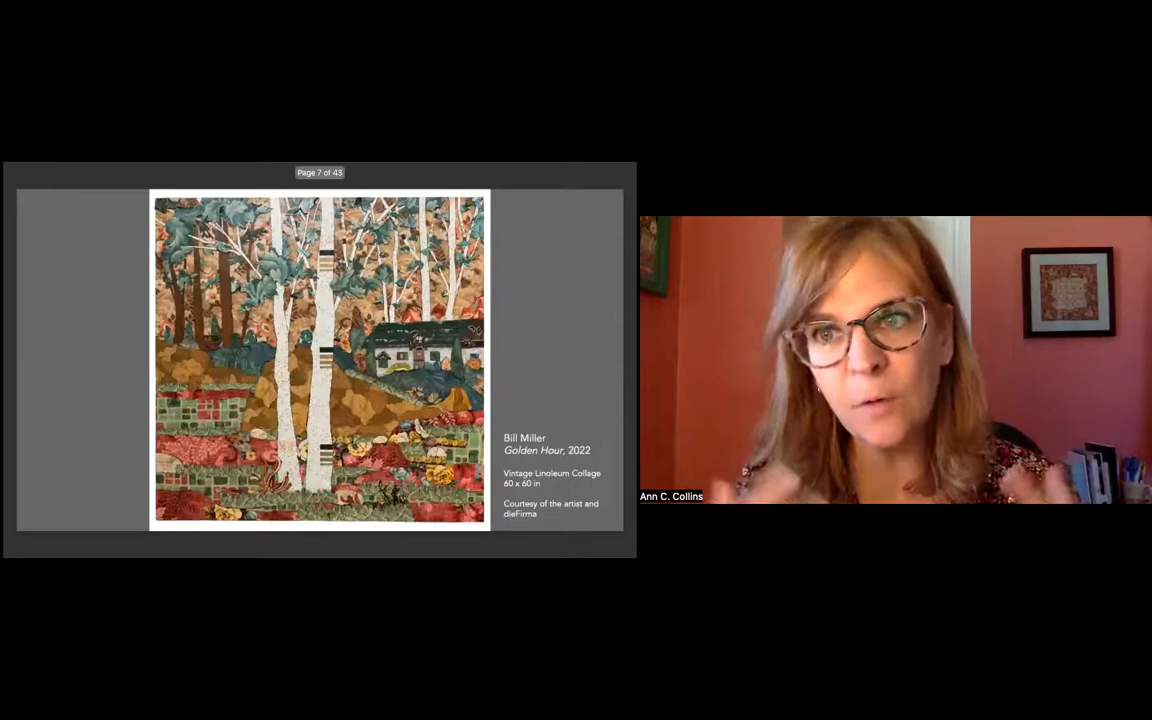 Page 7 of 43
Bill Miller
Golden Hour, 2022
Vintage Linoleum Collage
60 x 60 in
Courtesy of the artist and
dieFirma
Ann C. Collins